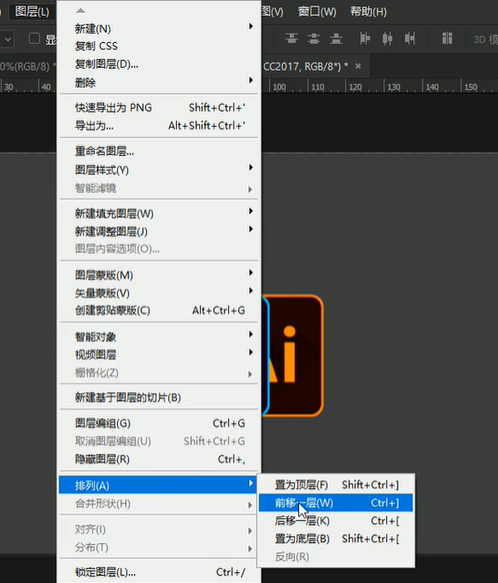 图层(L) 图(V) 窗口(W) 帮助(H)
3D 模
0%(RGB/8) * CC2017, RGB/8*) * ×
30 40 100 110 120 130 140 150
新建(N)
复制 CSS
复制图层(D)...
删除
快速导出为 PNG Shift+Ctrl+'
导出为... Alt+Shift+Ctrl+'
重命名图层...
图层样式(Y)
智能滤镜
新建填充图层(W)
新建调整图层(J)
图层内容选项(O)...
图层蒙版(M)
矢量蒙版(V)
创建剪贴蒙版(C) Alt+Ctrl+G
智能对象
视频图层
栅格化(Z)
新建基于图层的切片(B)
图层编组(G) Ctrl+G
取消图层编组(U) Shift+Ctrl+G
隐藏图层(R) Ctrl+,
排列(A)
合并形状(H)
对齐(I)
分布(T)
锁定图层(L)... Ctrl+/
置为顶层(F) Shift+Ctrl+]
前移一层(W) Ctrl+]
后移一层(K) Ctrl+[
置为底层(B) Shift+Ctrl+[
反向(R)
Ai